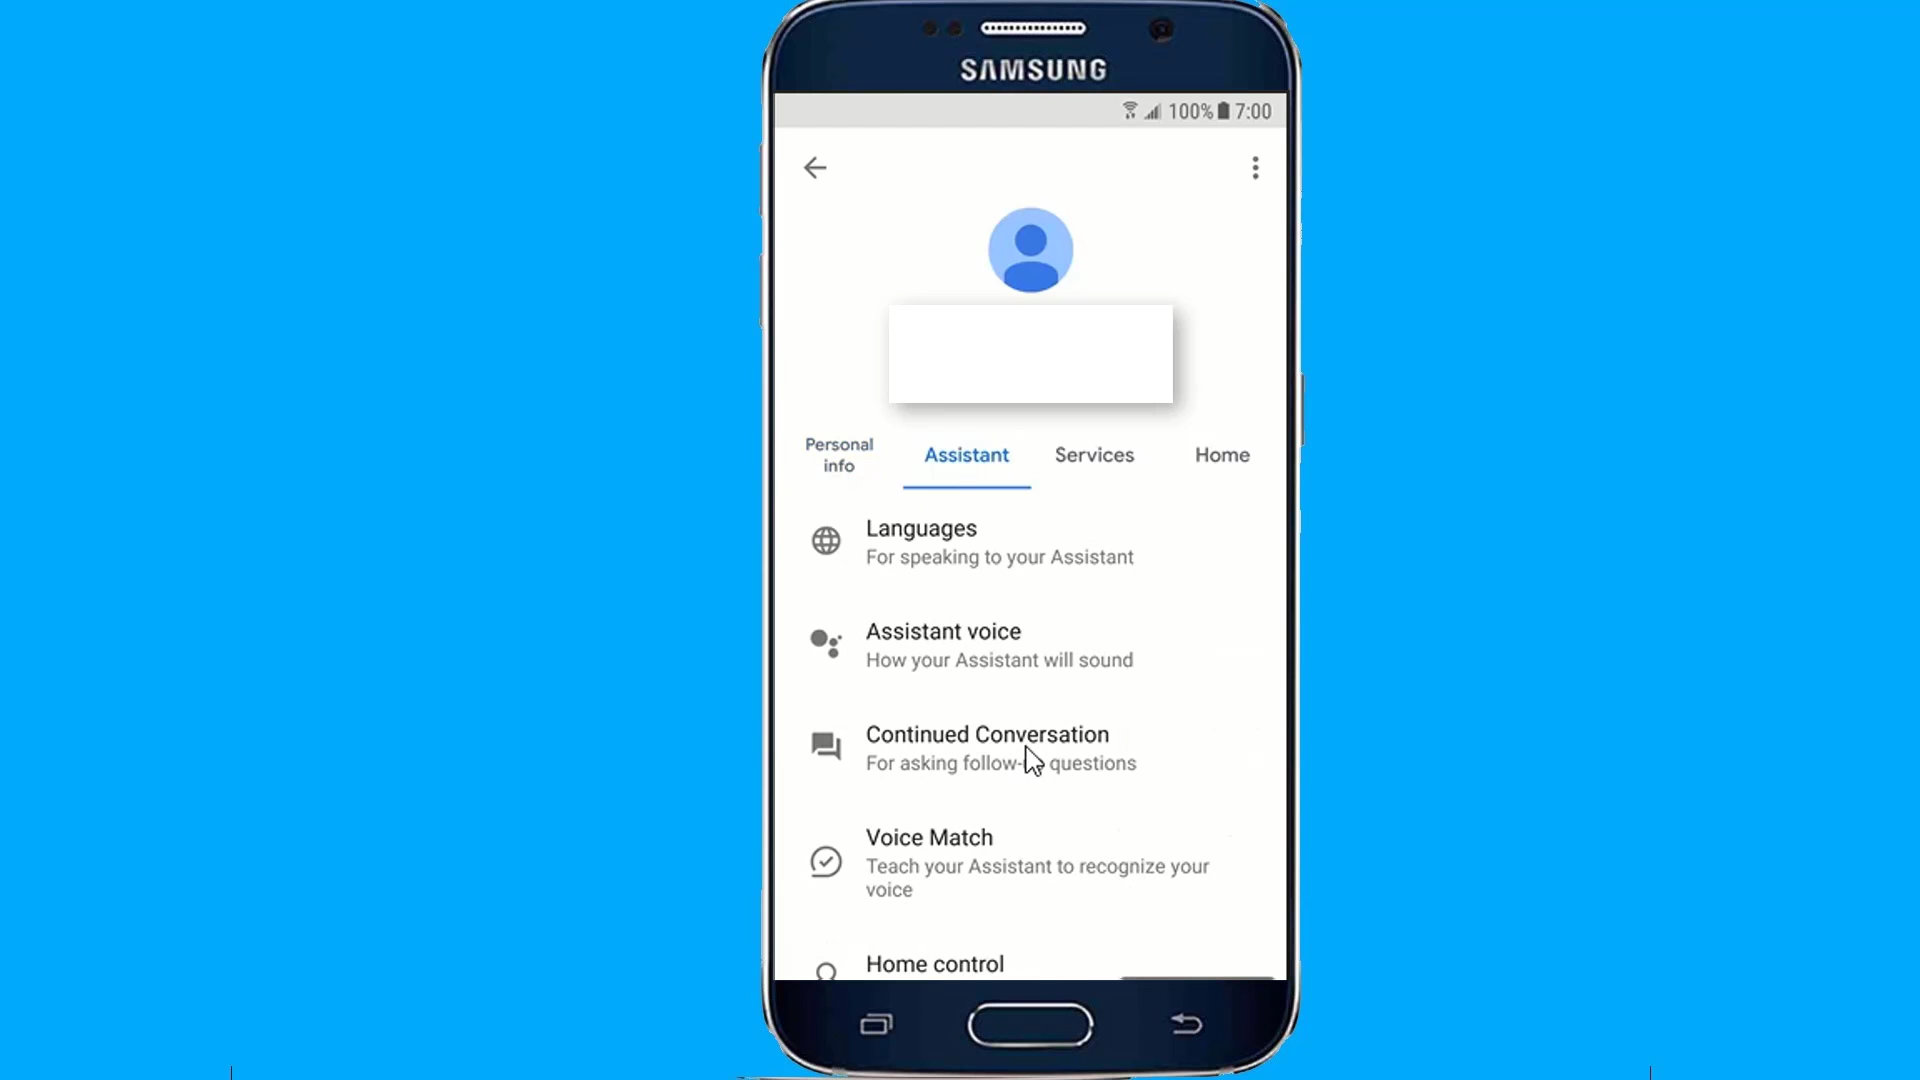 SAMSUNG
100% 7:00
Personal
info
Assistant
Services
Home
Languages
For speaking to your Assistant
Assistant voice
How your Assistant will sound
Continued Conversation
For asking follow- questions
Voice Match
Teach your Assistant to recognize your
voice
Home control